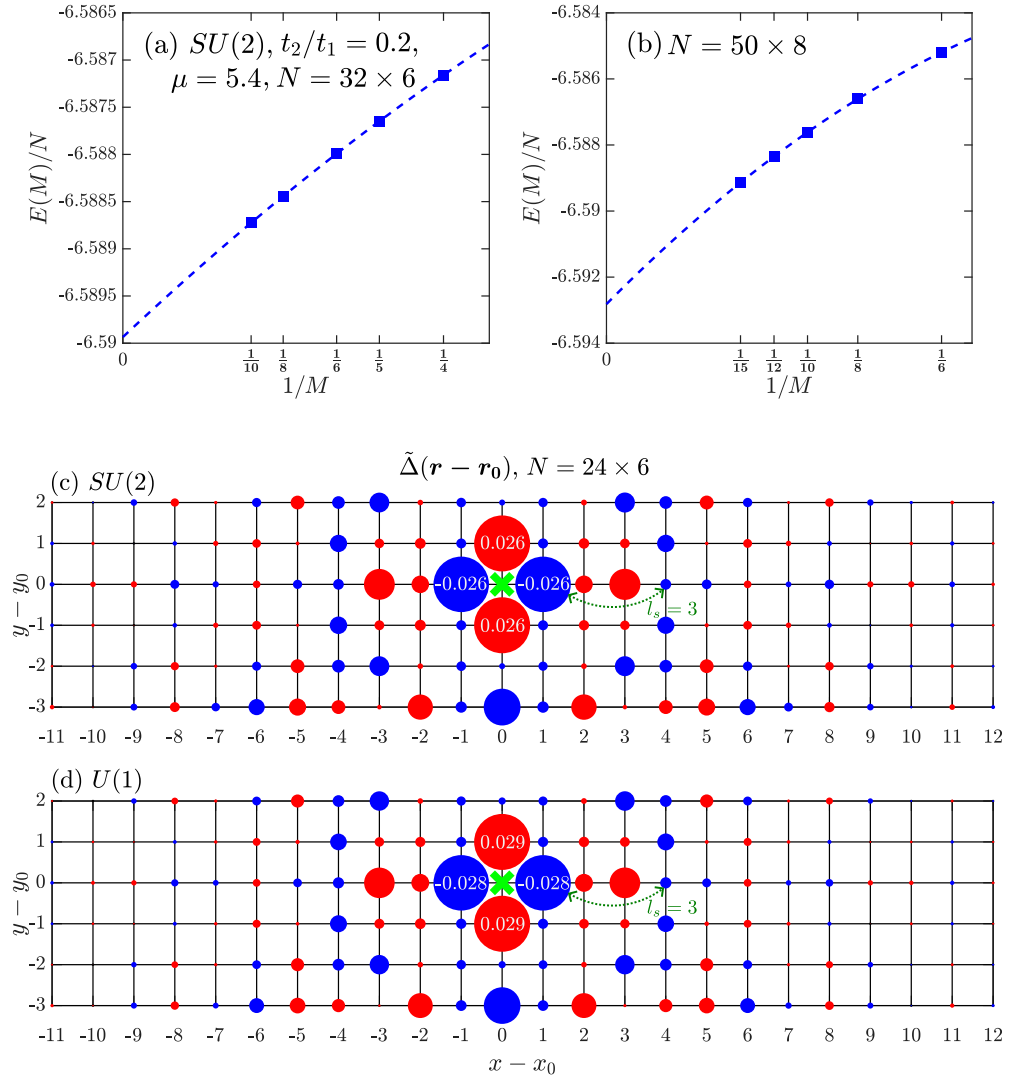 (a) SU(2), t₂/t₁ = 0.2,
μ = 5.4, N = 32 × 6
-6.5865
-6.587
-6.5875
-6.588
-6.5885
-6.589
-6.5895
-6.59
E(M)/N
0 1/10 1/8 1/6 1/5 1/4
1/M
(b) N = 50 × 8
-6.584
-6.586
-6.588
-6.59
-6.592
-6.594
E(M)/N
0 1/15 1/12 1/10 1/8 1/6
1/M
Δ̃(r − r₀), N = 24 × 6
(c) SU(2)
2
1
0
-1
-2
-3
y − y₀
0.026
-0.026 -0.026
0.026
lₛ = 3
-11 -10 -9 -8 -7 -6 -5 -4 -3 -2 -1 0 1 2 3 4 5 6 7 8 9 10 11 12
(d) U(1)
2
1
0
-1
-2
-3
y − y₀
0.029
-0.028 -0.028
0.029
lₛ = 3
-11 -10 -9 -8 -7 -6 -5 -4 -3 -2 -1 0 1 2 3 4 5 6 7 8 9 10 11 12
x − x₀